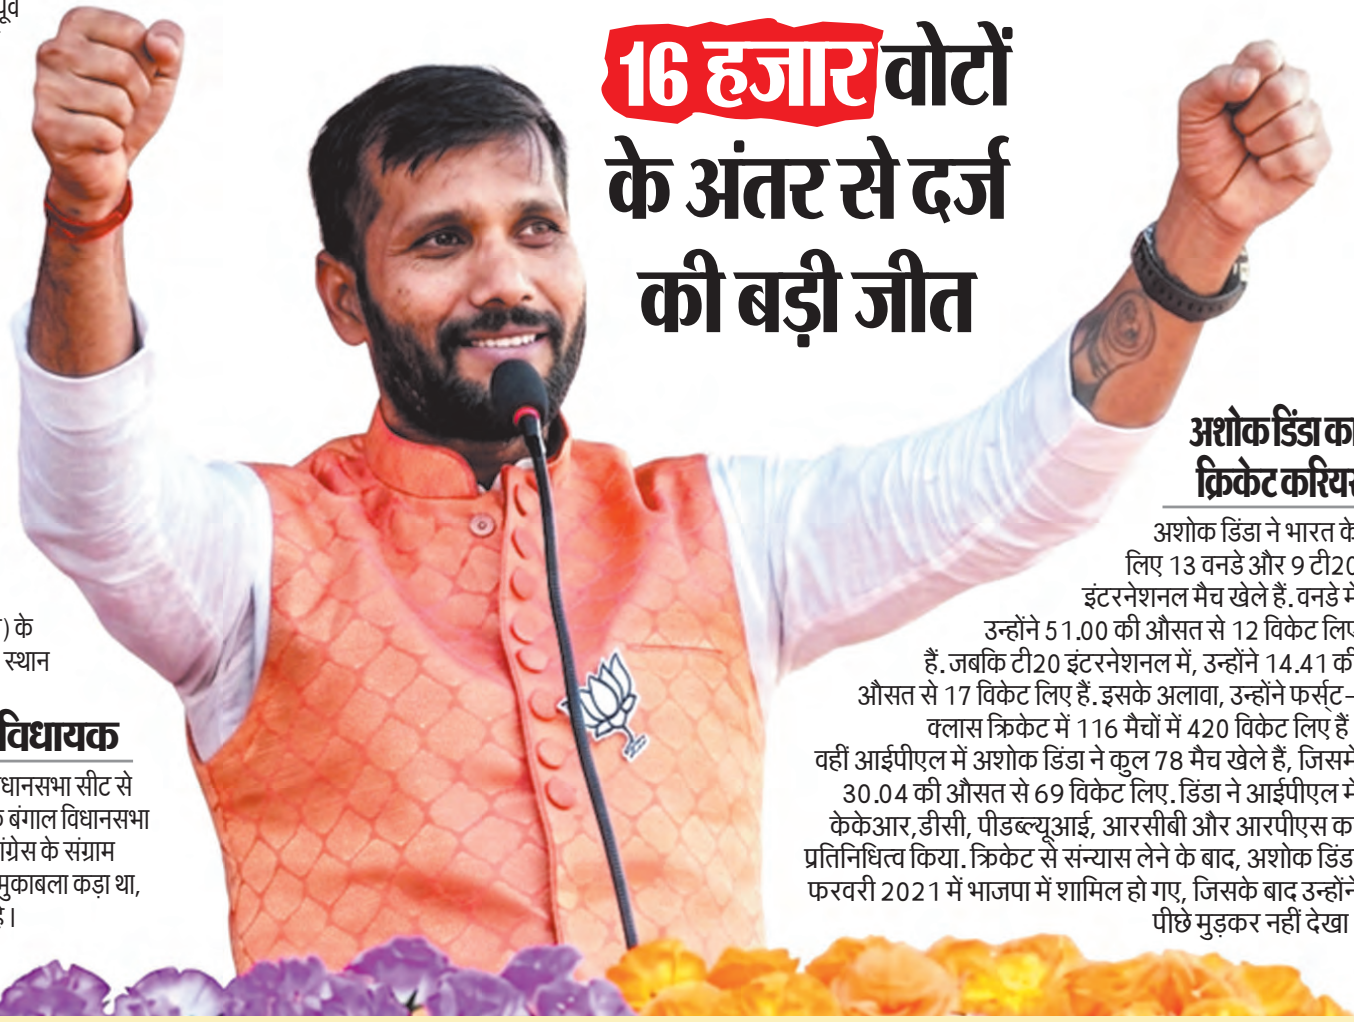 16 हजार वोटों
के अंतर से दर्ज
की बड़ी जीत
) के
स्थान
विधायक
धानसभा सीट से
बंगाल विधानसभा
के संग्राम
मुकाबला कड़ा था,
है।
अशोक डिंडा का
क्रिकेट करियर
अशोक डिंडा ने भारत के
लिए 13 वनडे और 9 टी20
इंटरनेशनल मैच खेले हैं. वनडे में
उन्होंने 51.00 की औसत से 12 विकेट लिए
हैं. जबकि टी20 इंटरनेशनल में, उन्होंने 14.41 की
औसत से 17 विकेट लिए हैं. इसके अलावा, उन्होंने फर्स्ट-
क्लास क्रिकेट में 116 मैचों में 420 विकेट लिए हैं
वहीं आईपीएल में अशोक डिंडा ने कुल 78 मैच खेले हैं, जिसमें
30.04 की औसत से 69 विकेट लिए. डिंडा ने आईपीएल में
केकेआर,डीसी, पीडब्ल्यूआई, आरसीबी और आरपीएस का
प्रतिनिधित्व किया. क्रिकेट से संन्यास लेने के बाद, अशोक डिंडा
फरवरी 2021 में भाजपा में शामिल हो गए, जिसके बाद उन्होंने
पीछे मुड़कर नहीं देखा